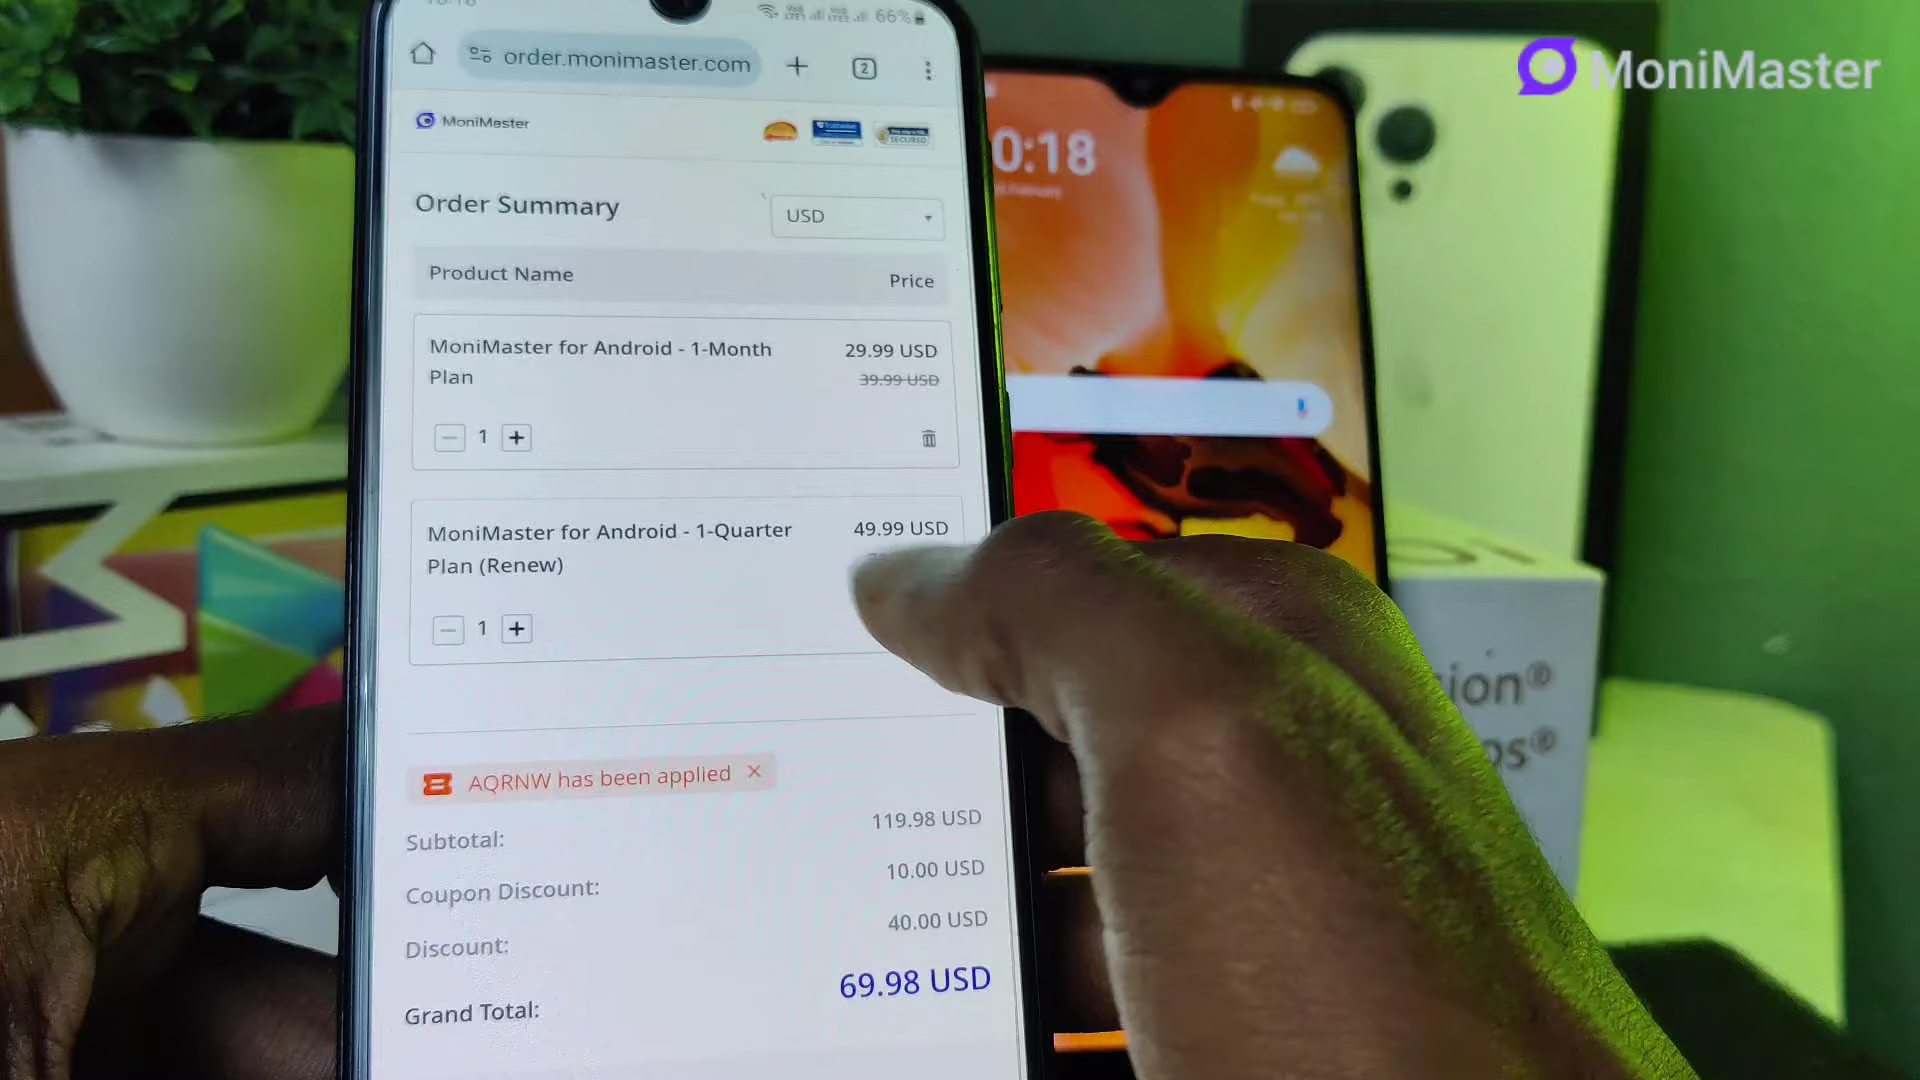 66%
order.monimaster.com
2
MoniMaster
MoniMaster
SECURED
0:18
Order Summary
USD
Product Name
Price
MoniMaster for Android - 1-Month
Plan
29.99 USD
39.99 USD
1
MoniMaster for Android - 1-Quarter
Plan (Renew)
49.99 USD
1
AQRNW has been applied
Subtotal:
119.98 USD
Coupon Discount:
10.00 USD
Discount:
40.00 USD
Grand Total:
69.98 USD